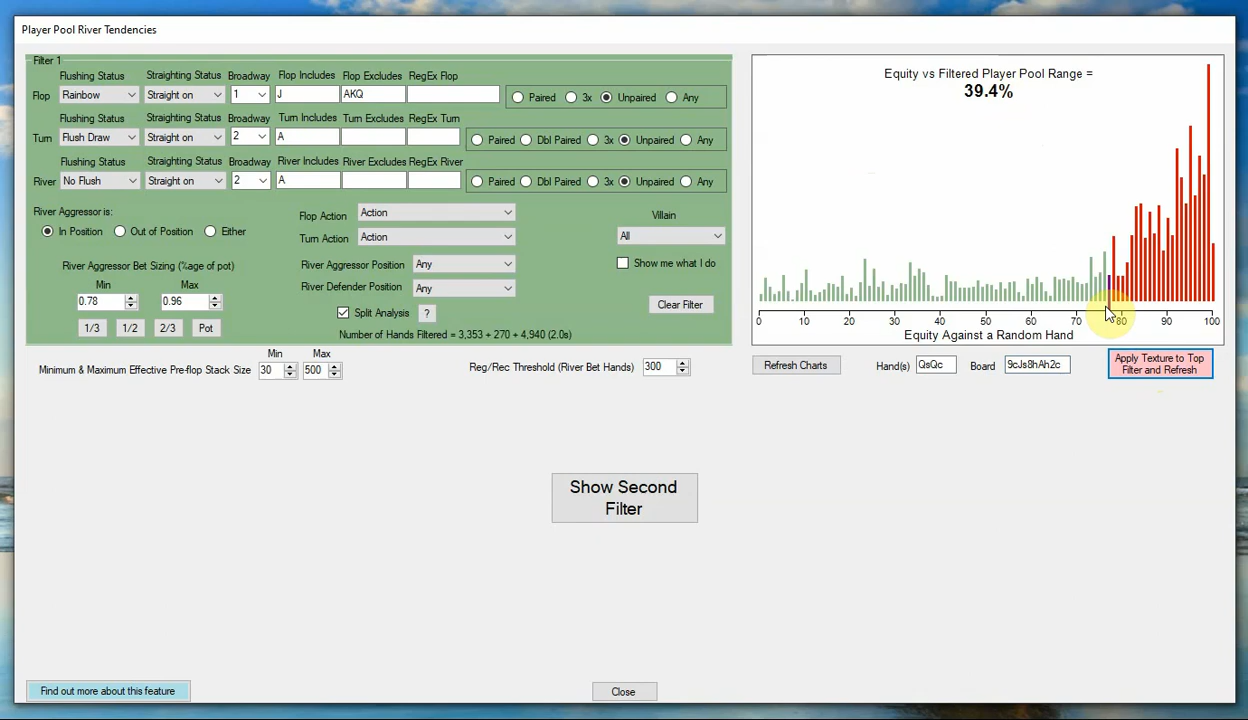 Player Pool River Tendencies
Filter 1
Flushing Status Straighting Status Broadway Flop Includes Flop Excludes RegEx Flop
Flop Rainbow Straight on 1 J AKQ Paired 3x Unpaired Any
Flushing Status Straighting Status Broadway Turn Includes Turn Excludes RegEx Turn
Turn Flush Draw Straight on 2 A Paired Dbl Paired 3x Unpaired Any
Flushing Status Straighting Status Broadway River Includes River Excludes RegEx River
River No Flush Straight on 2 A Paired Dbl Paired 3x Unpaired Any
River Aggressor is:
In Position Out of Position Either
Flop Action Action
Turn Action Action
Villain
All
River Aggressor Bet Sizing (%age of pot)
Min Max
0.78 0.96
1/3 1/2 2/3 Pot
River Aggressor Position Any
River Defender Position Any
Show me what I do
Split Analysis ?
Clear Filter
Number of Hands Filtered = 3,353 + 270 + 4,940 (2.0s)
Equity vs Filtered Player Pool Range =
39.4%
0 10 20 30 40 50 60 70 80 90 100
Equity Against a Random Hand
Min Max
Minimum & Maximum Effective Pre-flop Stack Size 30 500
Reg/Rec Threshold (River Bet Hands) 300
Refresh Charts Hand(s) QsQc Board 9cJs8hAh2c
Apply Texture to Top
Filter and Refresh
Show Second
Filter
Find out more about this feature
Close